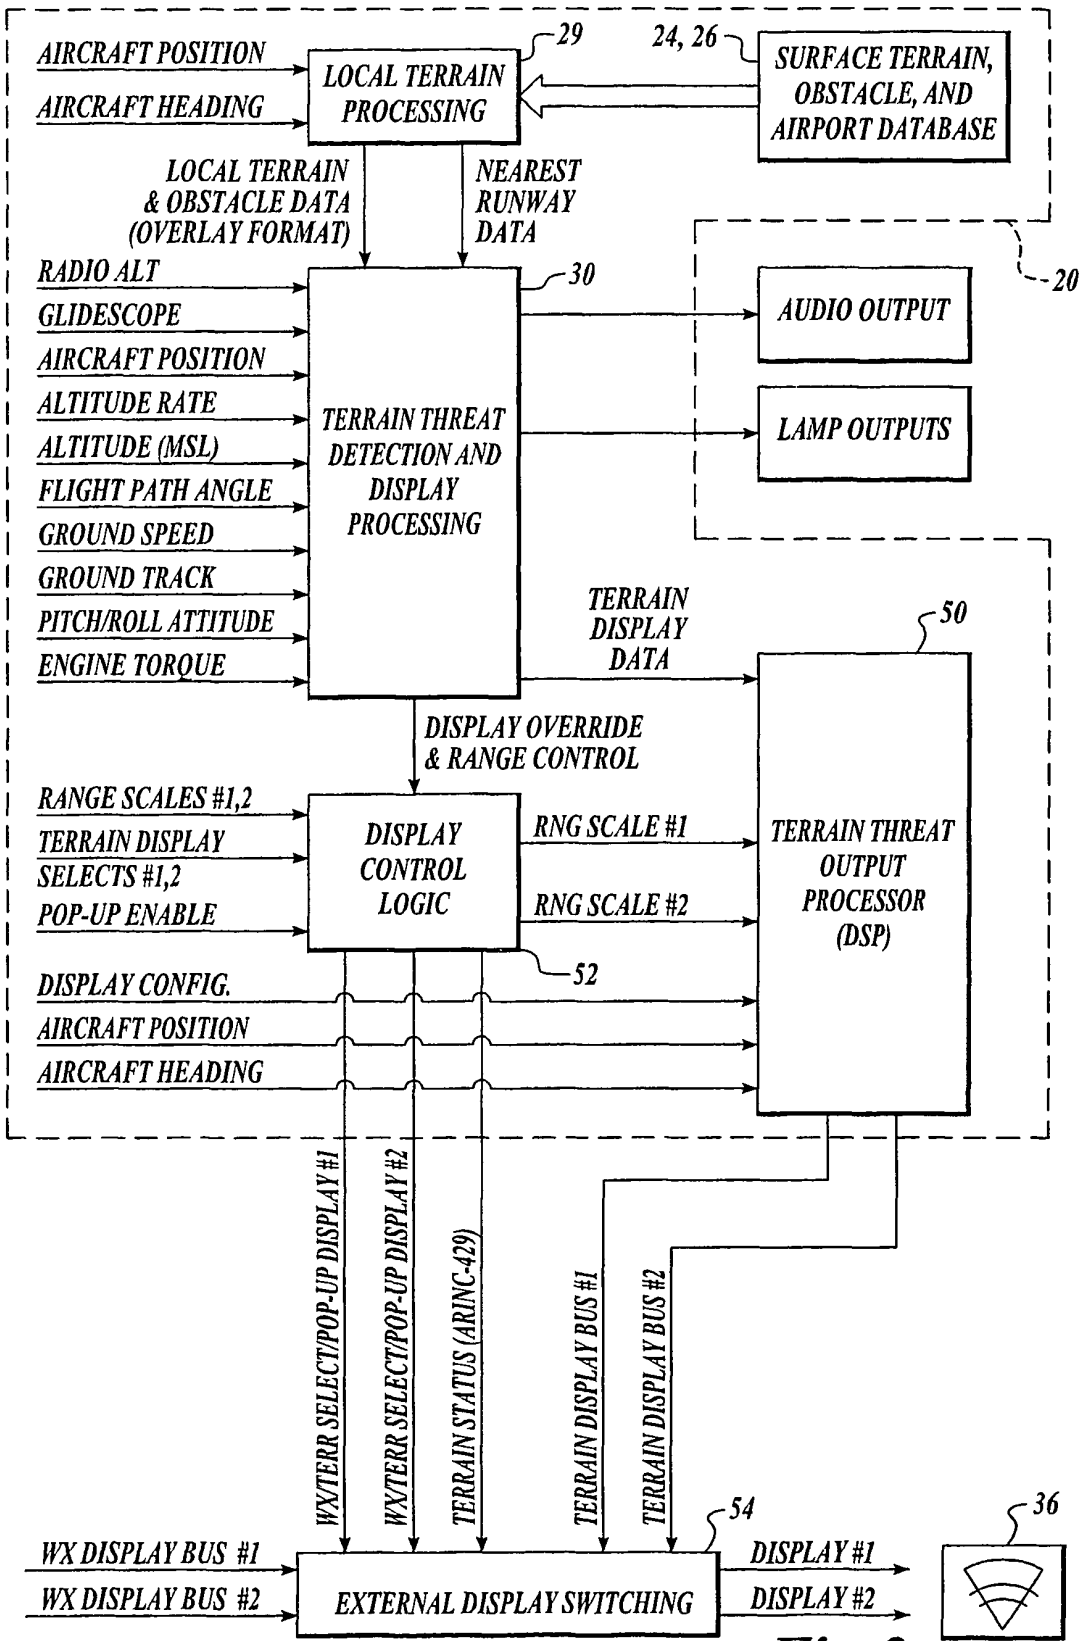 AIRCRAFT POSITION
AIRCRAFT HEADING
LOCAL TERRAIN
PROCESSING
29
24, 26
SURFACE TERRAIN,
OBSTACLE, AND
AIRPORT DATABASE
LOCAL TERRAIN
& OBSTACLE DATA
(OVERLAY FORMAT)
NEAREST
RUNWAY
DATA
20
RADIO ALT
GLIDESCOPE
AIRCRAFT POSITION
ALTITUDE RATE
ALTITUDE (MSL)
FLIGHT PATH ANGLE
GROUND SPEED
GROUND TRACK
PITCH/ROLL ATTITUDE
ENGINE TORQUE
30
TERRAIN THREAT
DETECTION AND
DISPLAY
PROCESSING
AUDIO OUTPUT
LAMP OUTPUTS
TERRAIN
DISPLAY
DATA
50
DISPLAY OVERRIDE
& RANGE CONTROL
RANGE SCALES #1,2
TERRAIN DISPLAY
SELECTS #1,2
POP-UP ENABLE
DISPLAY
CONTROL
LOGIC
52
RNG SCALE #1
RNG SCALE #2
TERRAIN THREAT
OUTPUT
PROCESSOR
(DSP)
DISPLAY CONFIG.
AIRCRAFT POSITION
AIRCRAFT HEADING
WX/TERR SELECT/POP-UP DISPLAY #1
WX/TERR SELECT/POP-UP DISPLAY #2
TERRAIN STATUS (ARINC-429)
TERRAIN DISPLAY BUS #1
TERRAIN DISPLAY BUS #2
WX DISPLAY BUS #1
WX DISPLAY BUS #2
54
EXTERNAL DISPLAY SWITCHING
DISPLAY #1
DISPLAY #2
36